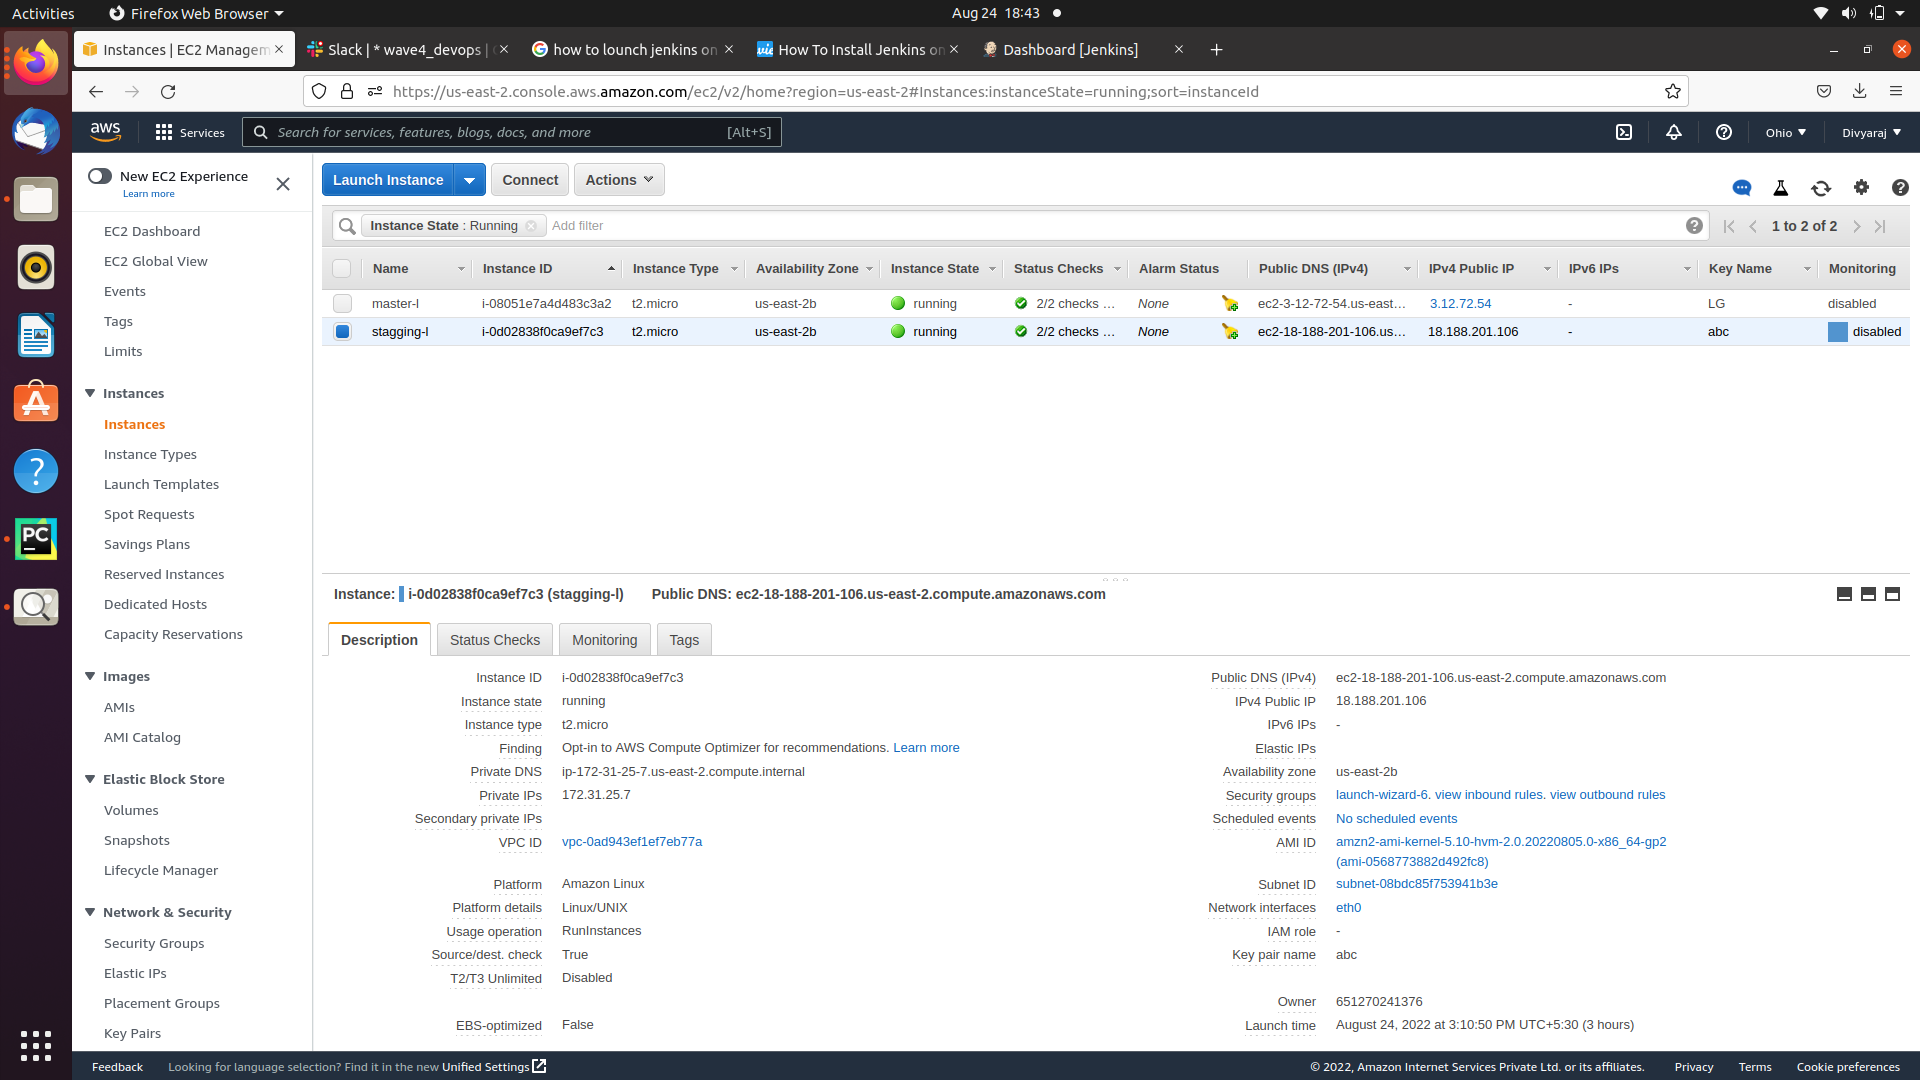 Activities
Firefox Web Browser
Aug 24 18:43
Instances | EC2 Managem
Slack | * wave4_devops |
how to lounch jenkins on
How To Install Jenkins on
Dashboard [Jenkins]
https://us-east-2.console.aws.amazon.com/ec2/v2/home?region=us-east-2#Instances:instanceState=running;sort=instanceId
aws
Services
Search for services, features, blogs, docs, and more
[Alt+S]
Ohio
Divyaraj
New EC2 Experience
Learn more
EC2 Dashboard
EC2 Global View
Events
Tags
Limits
Instances
Instances
Instance Types
Launch Templates
Spot Requests
Savings Plans
Reserved Instances
Dedicated Hosts
Capacity Reservations
Images
AMIs
AMI Catalog
Elastic Block Store
Volumes
Snapshots
Lifecycle Manager
Network & Security
Security Groups
Elastic IPs
Placement Groups
Key Pairs
Launch Instance
Connect
Actions
Instance State : Running
Add filter
1 to 2 of 2
Name Instance ID Instance Type Availability Zone Instance State Status Checks Alarm Status Public DNS (IPv4) IPv4 Public IP IPv6 IPs Key Name Monitoring
master-l i-08051e7a4d483c3a2 t2.micro us-east-2b running 2/2 checks ... None ec2-3-12-72-54.us-east... 3.12.72.54 - LG disabled
stagging-l i-0d02838f0ca9ef7c3 t2.micro us-east-2b running 2/2 checks ... None ec2-18-188-201-106.us... 18.188.201.106 - abc disabled
Instance: i-0d02838f0ca9ef7c3 (stagging-l) Public DNS: ec2-18-188-201-106.us-east-2.compute.amazonaws.com
Description
Status Checks
Monitoring
Tags
Instance ID i-0d02838f0ca9ef7c3
Instance state running
Instance type t2.micro
Finding Opt-in to AWS Compute Optimizer for recommendations. Learn more
Private DNS ip-172-31-25-7.us-east-2.compute.internal
Private IPs 172.31.25.7
Secondary private IPs
VPC ID vpc-0ad943ef1ef7eb77a
Platform Amazon Linux
Platform details Linux/UNIX
Usage operation RunInstances
Source/dest. check True
T2/T3 Unlimited Disabled
EBS-optimized False
Public DNS (IPv4) ec2-18-188-201-106.us-east-2.compute.amazonaws.com
IPv4 Public IP 18.188.201.106
IPv6 IPs -
Elastic IPs
Availability zone us-east-2b
Security groups launch-wizard-6. view inbound rules. view outbound rules
Scheduled events No scheduled events
AMI ID amzn2-ami-kernel-5.10-hvm-2.0.20220805.0-x86_64-gp2
(ami-0568773882d492fc8)
Subnet ID subnet-08bdc85f753941b3e
Network interfaces eth0
IAM role -
Key pair name abc
Owner 651270241376
Launch time August 24, 2022 at 3:10:50 PM UTC+5:30 (3 hours)
Feedback
Looking for language selection? Find it in the new Unified Settings
© 2022, Amazon Internet Services Private Ltd. or its affiliates.
Privacy
Terms
Cookie preferences